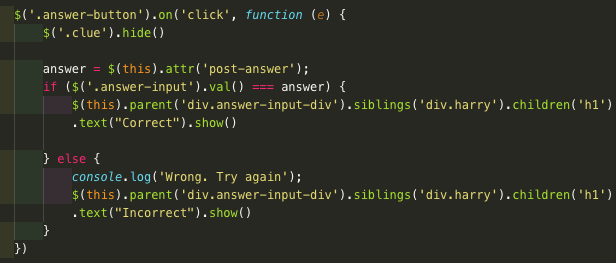 $('.answer-button').on('click', function (e) {
    $('.clue').hide()

    answer = $(this).attr('post-answer');
    if ($('.answer-input').val() === answer) {
        $(this).parent('div.answer-input-div').siblings('div.harry').children('h1')
        .text("Correct").show()

    } else {
        console.log('Wrong. Try again');
        $(this).parent('div.answer-input-div').siblings('div.harry').children('h1')
        .text("Incorrect").show()
    }
})